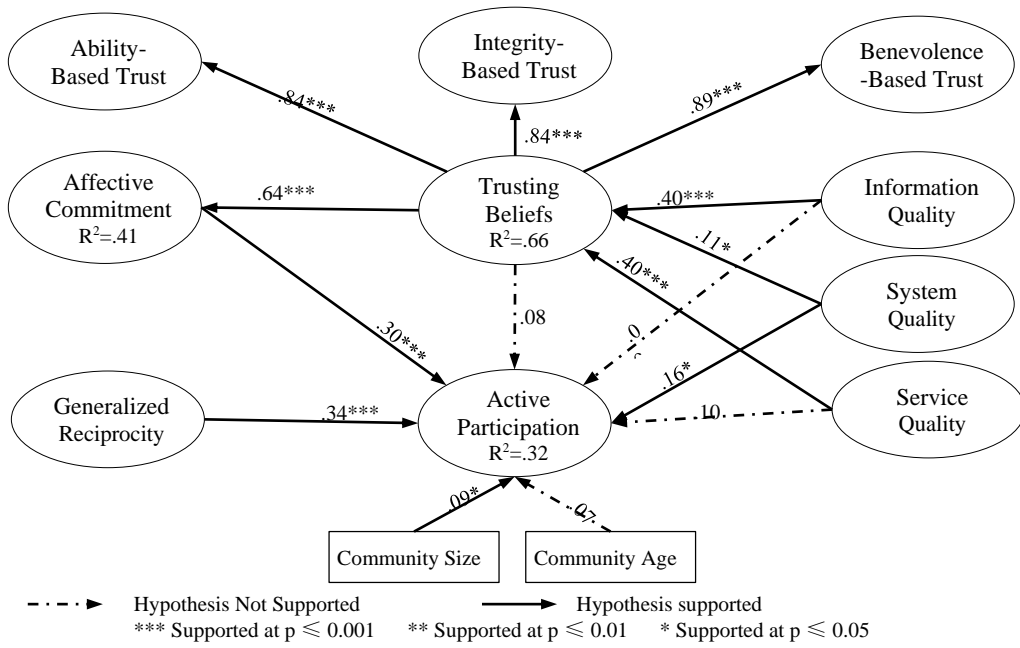 Ability-
Based Trust
Integrity-
Based Trust
Benevolence
-Based Trust
.84***
.84***
.89***
Affective
Commitment
R²=.41
.64***
Trusting
Beliefs
R²=.66
.40***
Information
Quality
.11*
.40***
System
Quality
.08
.0
.30***
.16*
Generalized
Reciprocity
.34***
Active
Participation
R²=.32
.10
Service
Quality
.09*
.07
Community Size
Community Age
Hypothesis Not Supported
Hypothesis supported
*** Supported at p ≤ 0.001
** Supported at p ≤ 0.01
* Supported at p ≤ 0.05